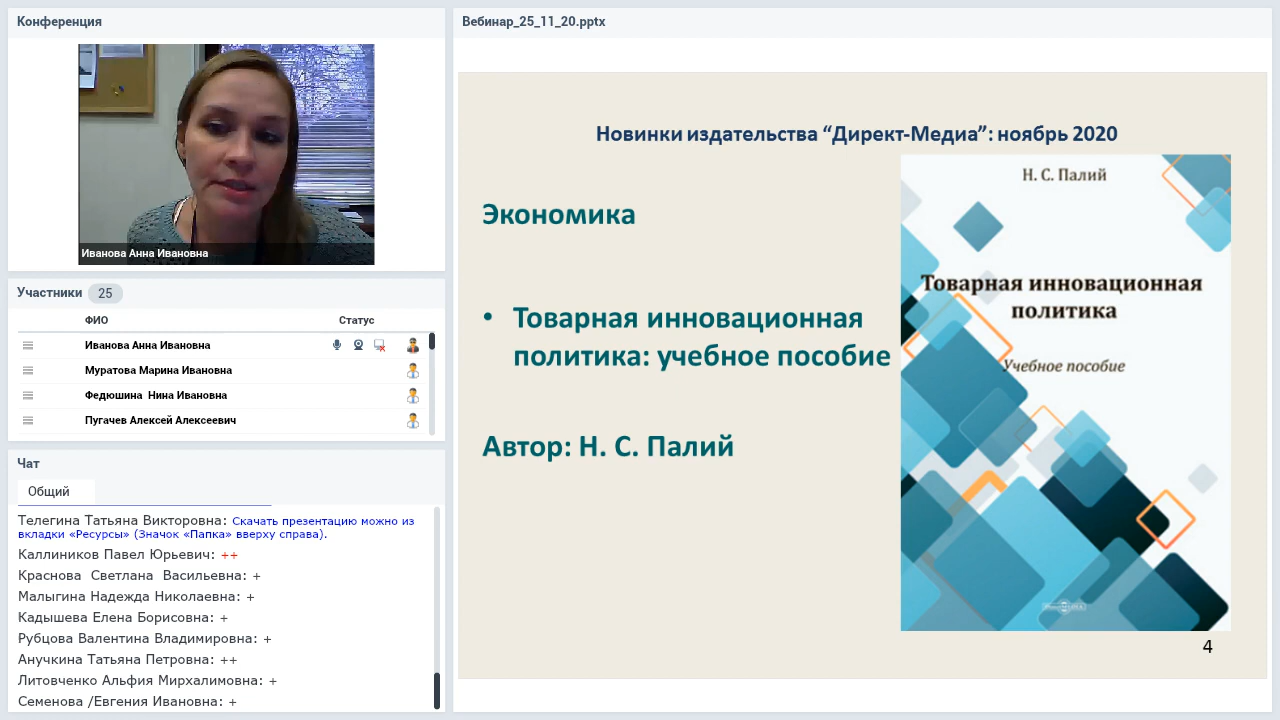 Конференция
Иванова Анна Ивановна
Участники 25
ФИО Статус
Иванова Анна Ивановна
Муратова Марина Ивановна
Федюшина Нина Ивановна
Пугачев Алексей Алексеевич
Чат
Общий
Телегина Татьяна Викторовна: Скачать презентацию можно из
вкладки «Ресурсы» (Значок «Папка» вверху справа).
Каллиников Павел Юрьевич: ++
Краснова Светлана Васильевна: +
Малыгина Надежда Николаевна: +
Кадышева Елена Борисовна: +
Рубцова Валентина Владимировна: +
Анучкина Татьяна Петровна: ++
Литовченко Альфия Мирхалимовна: +
Семенова /Евгения Ивановна: +
Вебинар_25_11_20.pptx
Новинки издательства “Директ-Медиа”: ноябрь 2020
Экономика
• Товарная инновационная
политика: учебное пособие
Автор: Н. С. Палий
Н. С. Палий
Товарная инновационная
политика
Учебное пособие
4